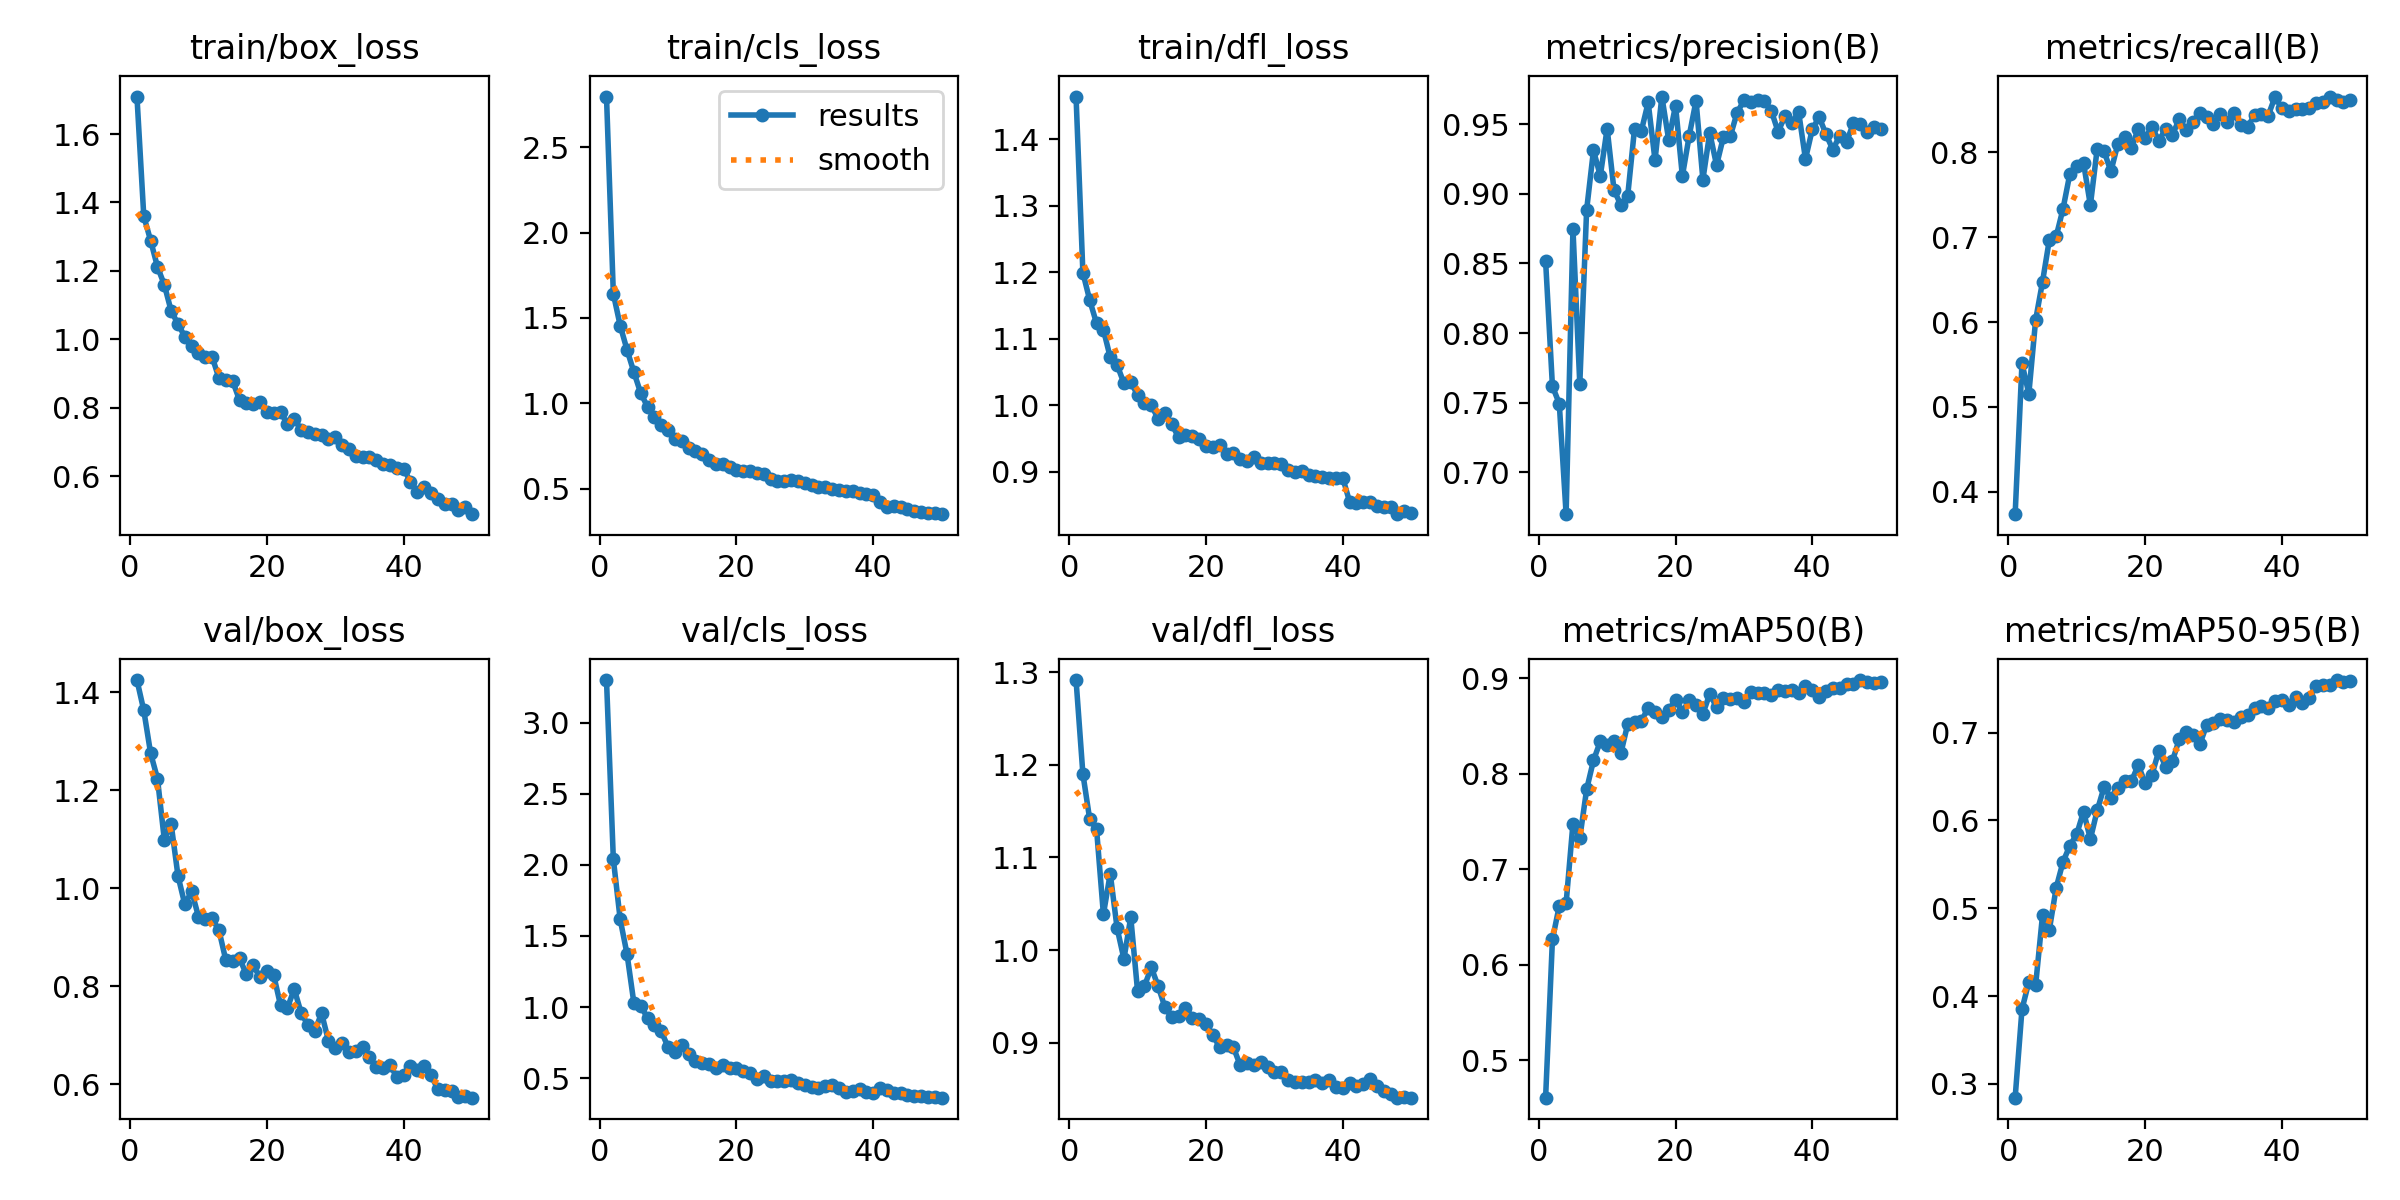 train/box_loss
1.6
1.4
1.2
1.0
0.8
0.6
0 20 40
train/cls_loss
results
smooth
2.5
2.0
1.5
1.0
0.5
0 20 40
train/dfl_loss
1.4
1.3
1.2
1.1
1.0
0.9
0 20 40
metrics/precision(B)
0.95
0.90
0.85
0.80
0.75
0.70
0 20 40
metrics/recall(B)
0.8
0.7
0.6
0.5
0.4
0 20 40
val/box_loss
1.4
1.2
1.0
0.8
0.6
0 20 40
val/cls_loss
3.0
2.5
2.0
1.5
1.0
0.5
0 20 40
val/dfl_loss
1.3
1.2
1.1
1.0
0.9
0 20 40
metrics/mAP50(B)
0.9
0.8
0.7
0.6
0.5
0 20 40
metrics/mAP50-95(B)
0.7
0.6
0.5
0.4
0.3
0 20 40